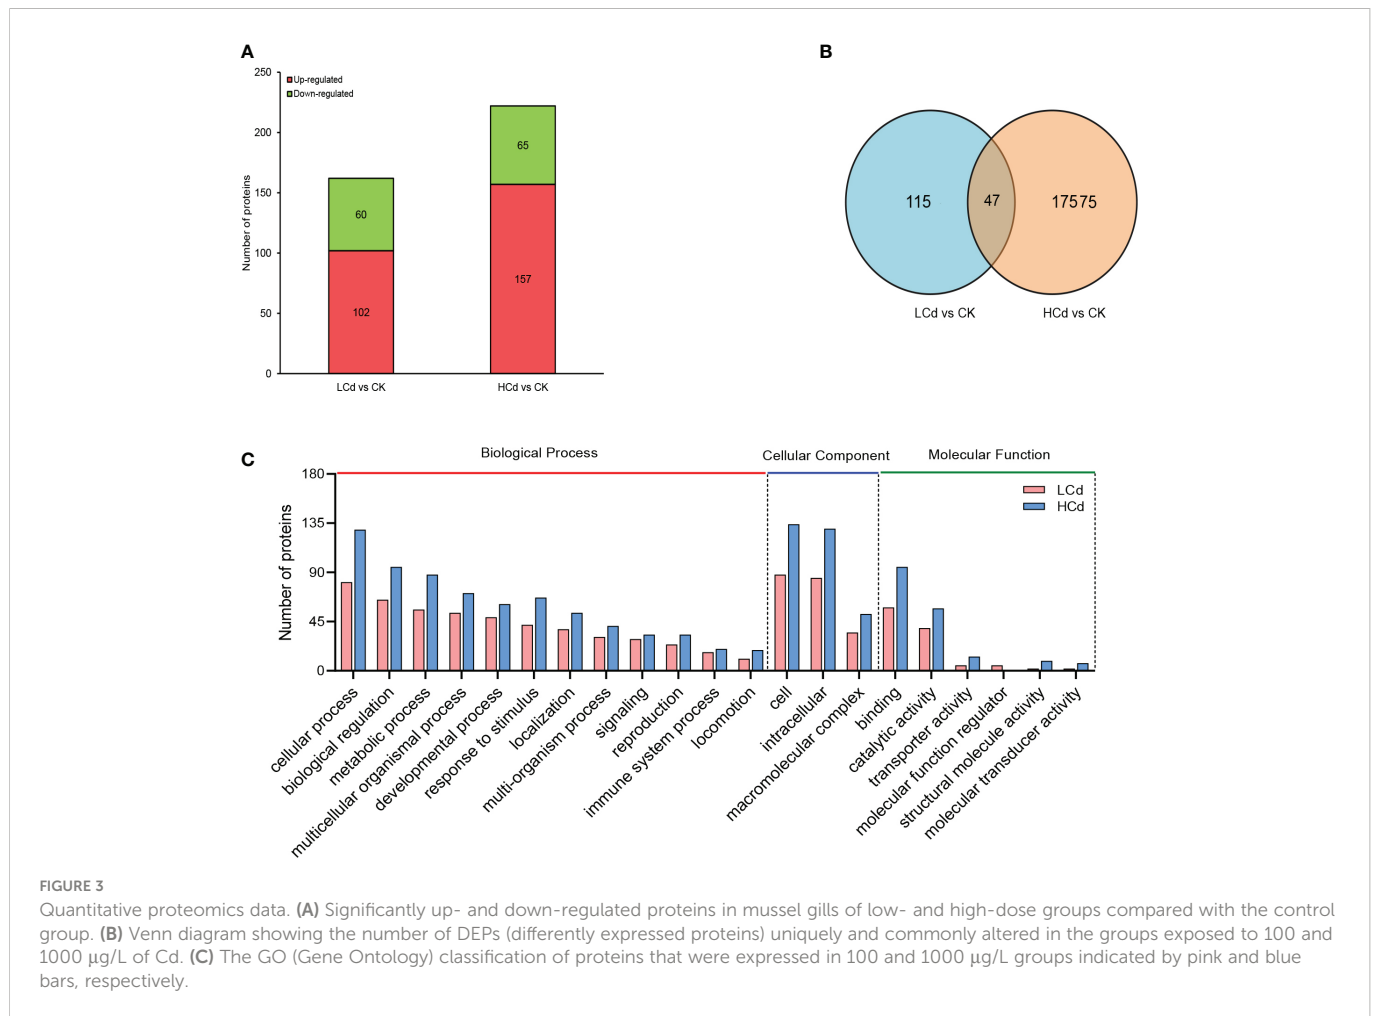 A
250
200
150
100
50
0
Number of proteins
Up-regulated
Down-regulated
60
102
65
157
LCd vs CK
HCd vs CK
B
115
47
17575
LCd vs CK
HCd vs CK
C
Biological Process
Cellular Component
Molecular Function
180
135
90
45
0
Number of proteins
LCd
HCd
cellular process
biological regulation
metabolic process
multicellular organismal process
developmental process
response to stimulus
localization
multi-organism process
signaling
reproduction
immune system process
locomotion
cell
intracellular
macromolecular complex
binding
catalytic activity
transporter activity
molecular function regulator
structural molecule activity
molecular transducer activity
FIGURE 3
Quantitative proteomics data. (A) Significantly up- and down-regulated proteins in mussel gills of low- and high-dose groups compared with the control
group. (B) Venn diagram showing the number of DEPs (differently expressed proteins) uniquely and commonly altered in the groups exposed to 100 and
1000 μg/L of Cd. (C) The GO (Gene Ontology) classification of proteins that were expressed in 100 and 1000 μg/L groups indicated by pink and blue
bars, respectively.